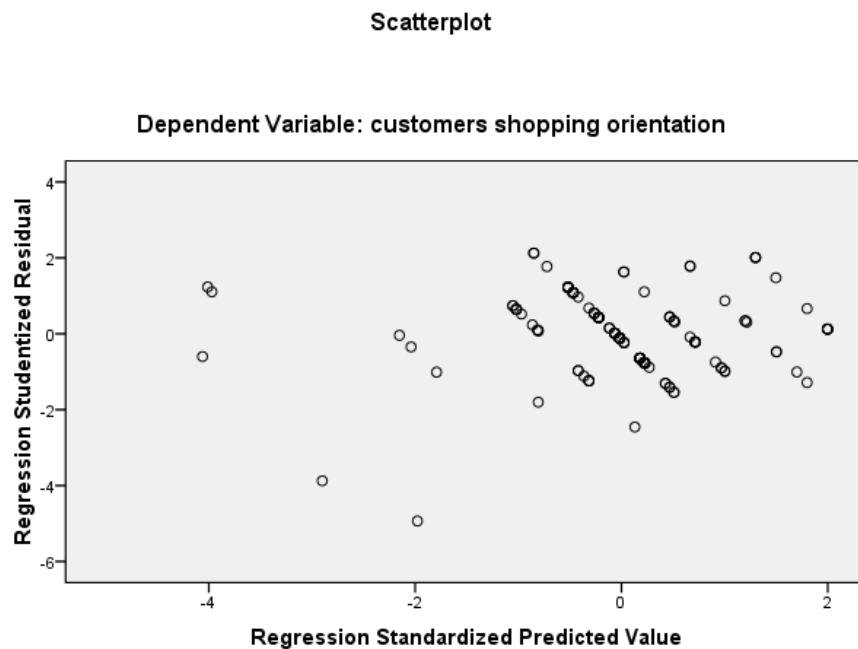 Scatterplot
Dependent Variable: customers shopping orientation
Regression Studentized Residual
4
2
0
-2
-4
-6
-4
-2
0
2
Regression Standardized Predicted Value